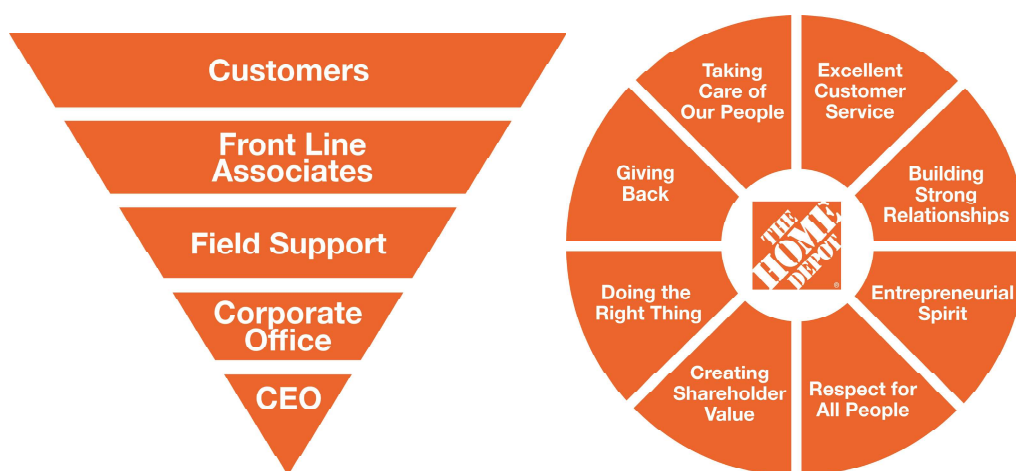 Customers
Front Line
Associates
Field Support
Corporate
Office
CEO
Taking
Care of
Our People
Excellent
Customer
Service
Building
Strong
Relationships
Entrepreneurial
Spirit
Respect for
All People
Creating
Shareholder
Value
Doing the
Right Thing
Giving
Back
THE
HOME
DEPOT
®